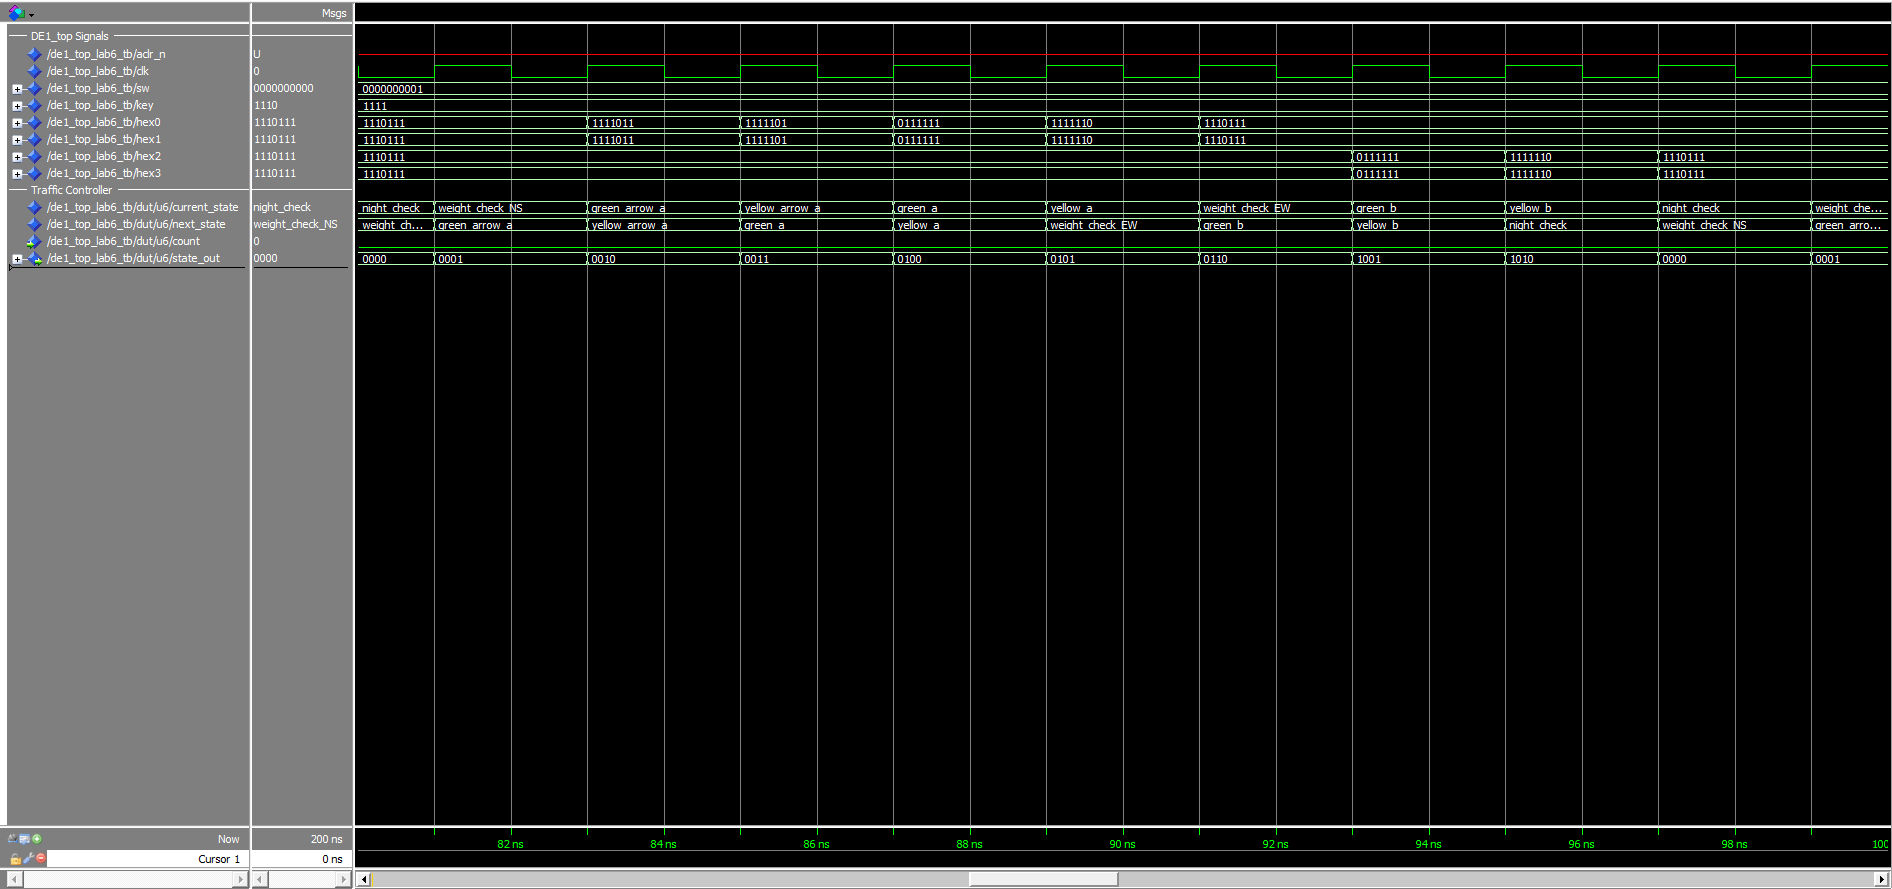 Msgs
DE1_top Signals
/de1_top_lab6_tb/aclr_n U
/de1_top_lab6_tb/clk 0
/de1_top_lab6_tb/sw 0000000000 0000000001
/de1_top_lab6_tb/key 1110 1111
/de1_top_lab6_tb/hex0 1110111 1110111 1111011 1111101 0111111 1111110 1110111
/de1_top_lab6_tb/hex1 1110111 1110111 1111011 1111101 0111111 1111110 1110111
/de1_top_lab6_tb/hex2 1110111 1110111 0111111 1111110 1110111
/de1_top_lab6_tb/hex3 1110111 1110111 0111111 1111110 1110111
Traffic Controller
/de1_top_lab6_tb/dut/u6/current_state night_check night_check weight_check_NS green_arrow_a yellow_arrow_a green_a yellow_a weight_check_EW green_b yellow_b night_check weight_che...
/de1_top_lab6_tb/dut/u6/next_state weight_check_NS weight_ch... green_arrow_a yellow_arrow_a green_a yellow_a weight_check_EW green_b yellow_b night_check weight_check_NS green_arro...
/de1_top_lab6_tb/dut/u6/count 0
/de1_top_lab6_tb/dut/u6/state_out 0000 0000 0001 0010 0011 0100 0101 0110 1001 1010 0000 0001
Now 200 ns
82 ns 84 ns 86 ns 88 ns 90 ns 92 ns 94 ns 96 ns 98 ns 100
Cursor 1 0 ns